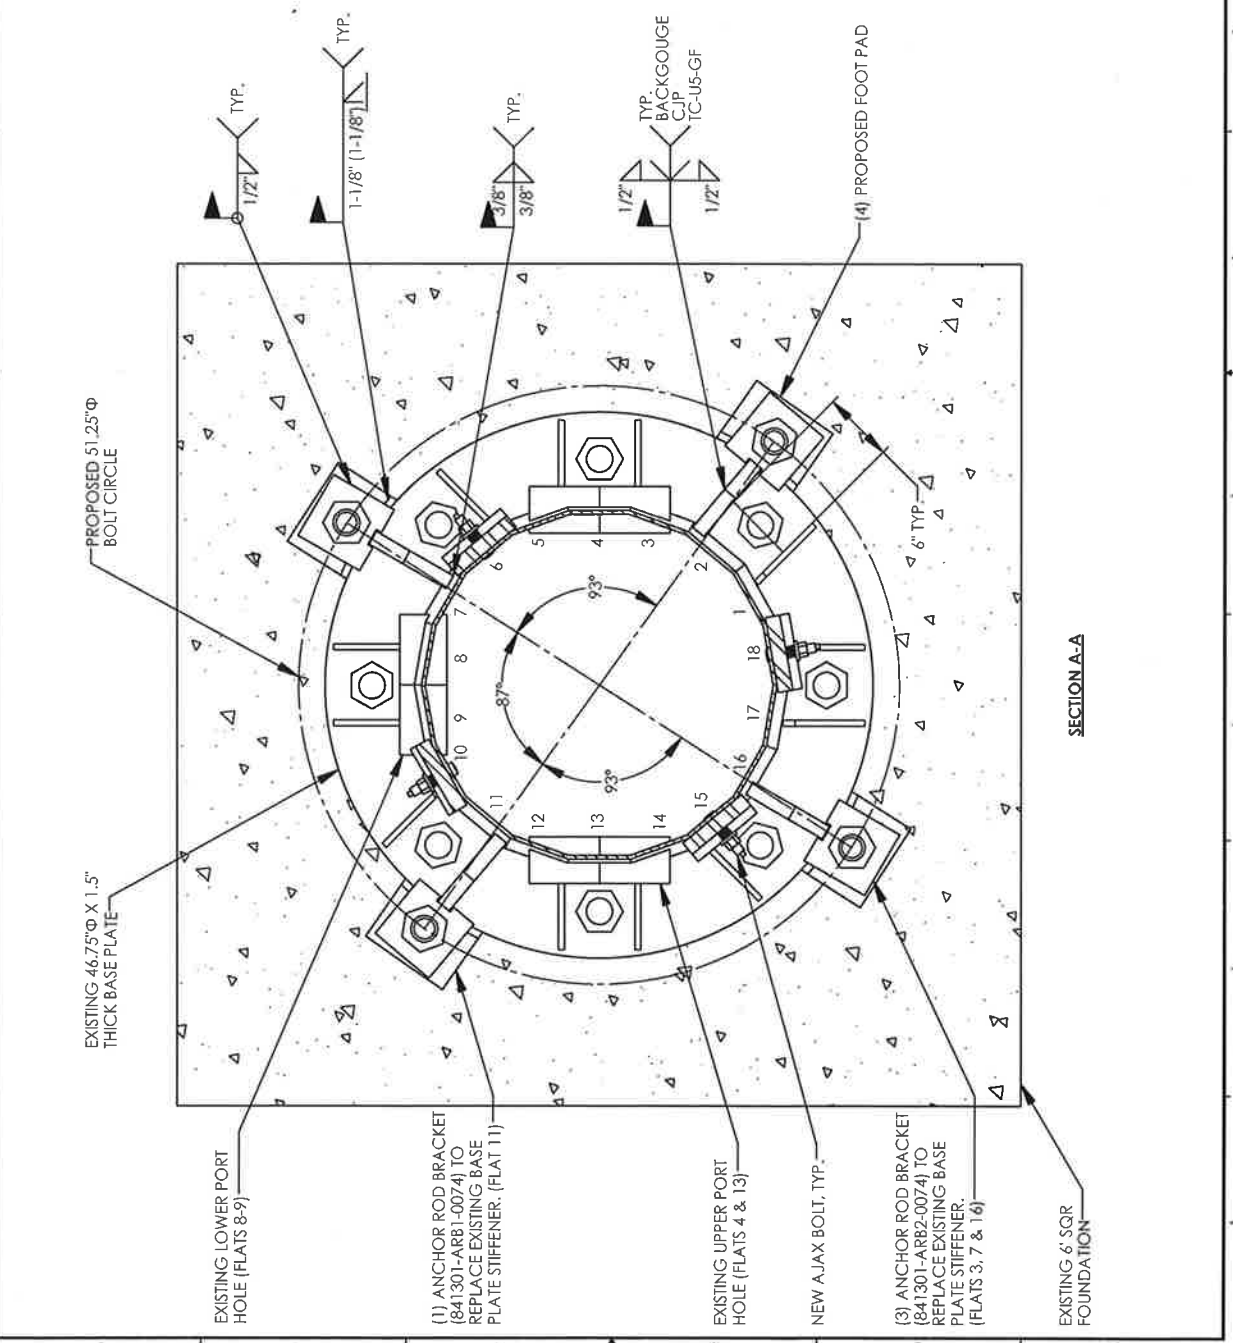 PROPOSED 51.25"Φ
BOLT CIRCLE
EXISTING 46.75"Φ X 1.5"
THICK BASE PLATE
TYP.
1/2"
TYP.
1-1/8" (1-1/8")
TYP.
3/8"
3/8"
TYP.
BACKGOUGE
CJP
TC-U5-GF
1/2"
1/2"
(4) PROPOSED FOOT PAD
6" TYP.
EXISTING LOWER PORT
HOLE (FLATS 8-9)
(1) ANCHOR ROD BRACKET
(841301-ARB1-0074) TO
REPLACE EXISTING BASE
PLATE STIFFENER. (FLAT 11)
EXISTING UPPER PORT
HOLE (FLATS 4 & 13)
NEW AJAX BOLT, TYP.
(3) ANCHOR ROD BRACKET
(841301-ARB2-0074) TO
REPLACE EXISTING BASE
PLATE STIFFENER.
(FLATS 3, 7 & 16)
EXISTING 6' SQR
FOUNDATION
1
2
3
4
5
6
7
8
9
10
11
12
13
14
15
16
17
18
93°
87°
93°
SECTION A-A